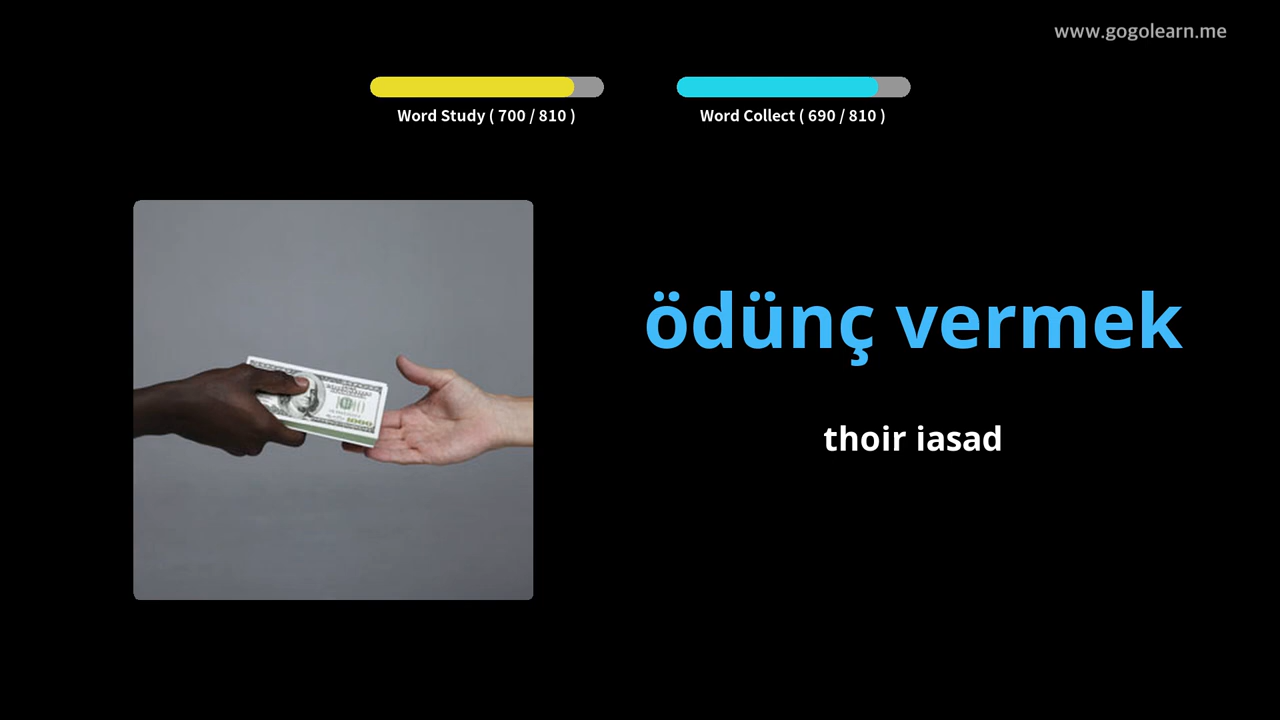 www.gogolearn.me
Word Study ( 700 / 810 )
Word Collect ( 690 / 810 )
ödünç vermek
thoir iasad